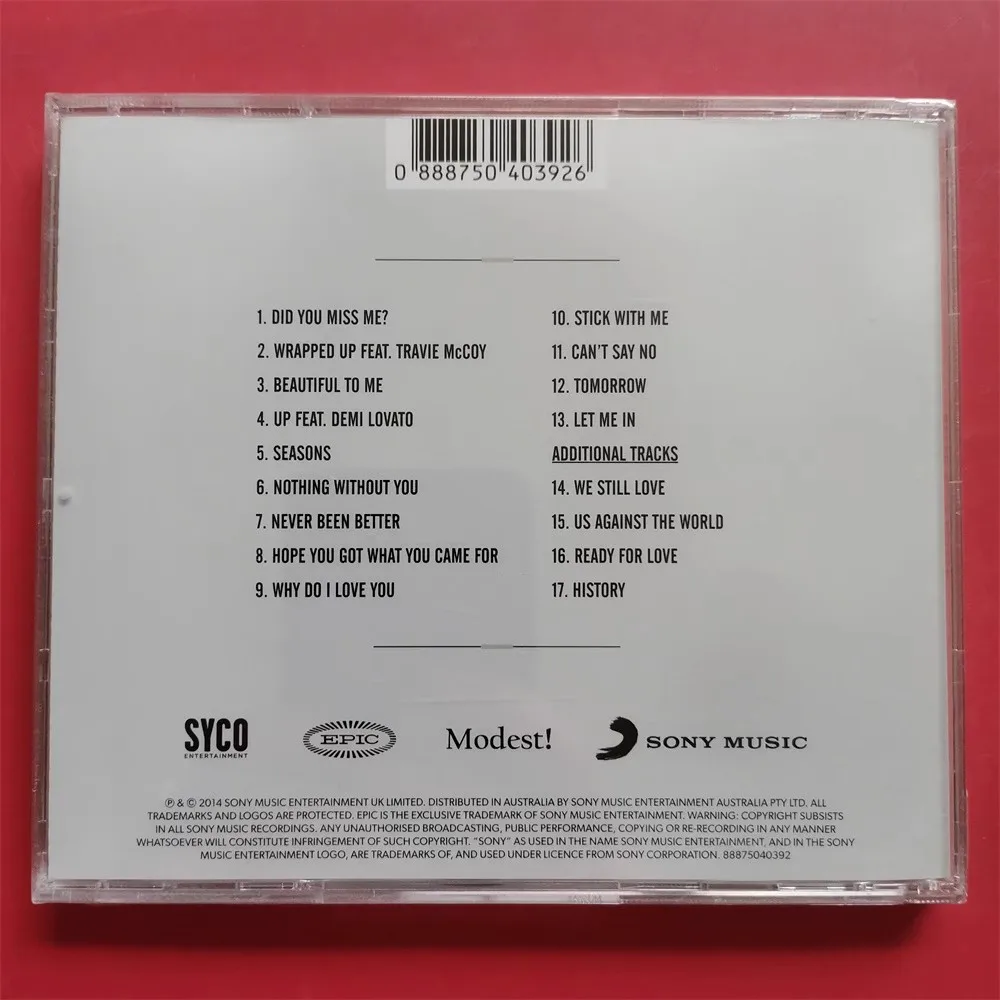 0 888750 403926
1. DID YOU MISS ME?
2. WRAPPED UP FEAT. TRAVIE McCOY
3. BEAUTIFUL TO ME
4. UP FEAT. DEMI LOVATO
5. SEASONS
6. NOTHING WITHOUT YOU
7. NEVER BEEN BETTER
8. HOPE YOU GOT WHAT YOU CAME FOR
9. WHY DO I LOVE YOU
10. STICK WITH ME
11. CAN'T SAY NO
12. TOMORROW
13. LET ME IN
ADDITIONAL TRACKS
14. WE STILL LOVE
15. US AGAINST THE WORLD
16. READY FOR LOVE
17. HISTORY
SYCO
ENTERTAINMENT
EPIC
Modest!
SONY MUSIC
℗ & © 2014 SONY MUSIC ENTERTAINMENT UK LIMITED. DISTRIBUTED IN AUSTRALIA BY SONY MUSIC ENTERTAINMENT AUSTRALIA PTY LTD. ALL
TRADEMARKS AND LOGOS ARE PROTECTED. EPIC IS THE EXCLUSIVE TRADEMARK OF SONY MUSIC ENTERTAINMENT. WARNING: COPYRIGHT SUBSISTS
IN ALL SONY MUSIC RECORDINGS. ANY UNAUTHORISED BROADCASTING, PUBLIC PERFORMANCE, COPYING OR RE-RECORDING IN ANY MANNER
WHATSOEVER WILL CONSTITUTE INFRINGEMENT OF SUCH COPYRIGHT. "SONY" AS USED IN THE NAME SONY MUSIC ENTERTAINMENT, AND IN THE SONY
MUSIC ENTERTAINMENT LOGO, ARE TRADEMARKS OF, AND USED UNDER LICENCE FROM SONY CORPORATION. 88875040392